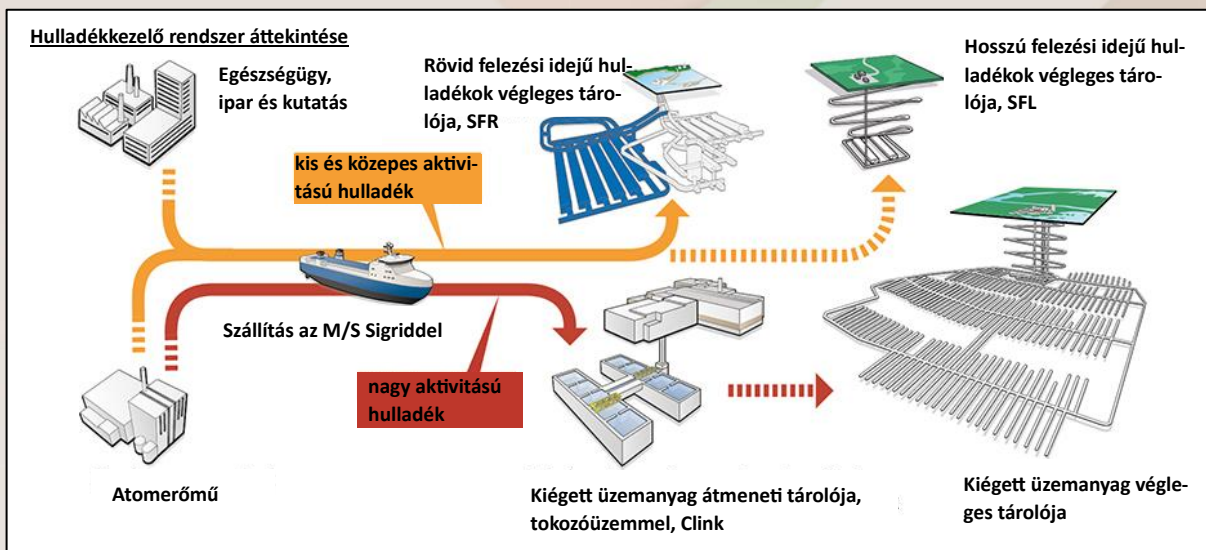 Hulladékkezelő rendszer áttekintése
Egészségügy,
ipar és kutatás
Rövid felezési idejű hul-
ladékok végleges táro-
lója, SFR
Hosszú felezési idejű hul-
ladékok végleges táro-
lója, SFL
kis és közepes aktivi-
tású hulladék
Szállítás az M/S Sigriddel
nagy aktivitású
hulladék
Atomerőmű
Kiégett üzemanyag átmeneti tárolója,
tokozóüzemmel, Clink
Kiégett üzemanyag végle-
ges tárolója